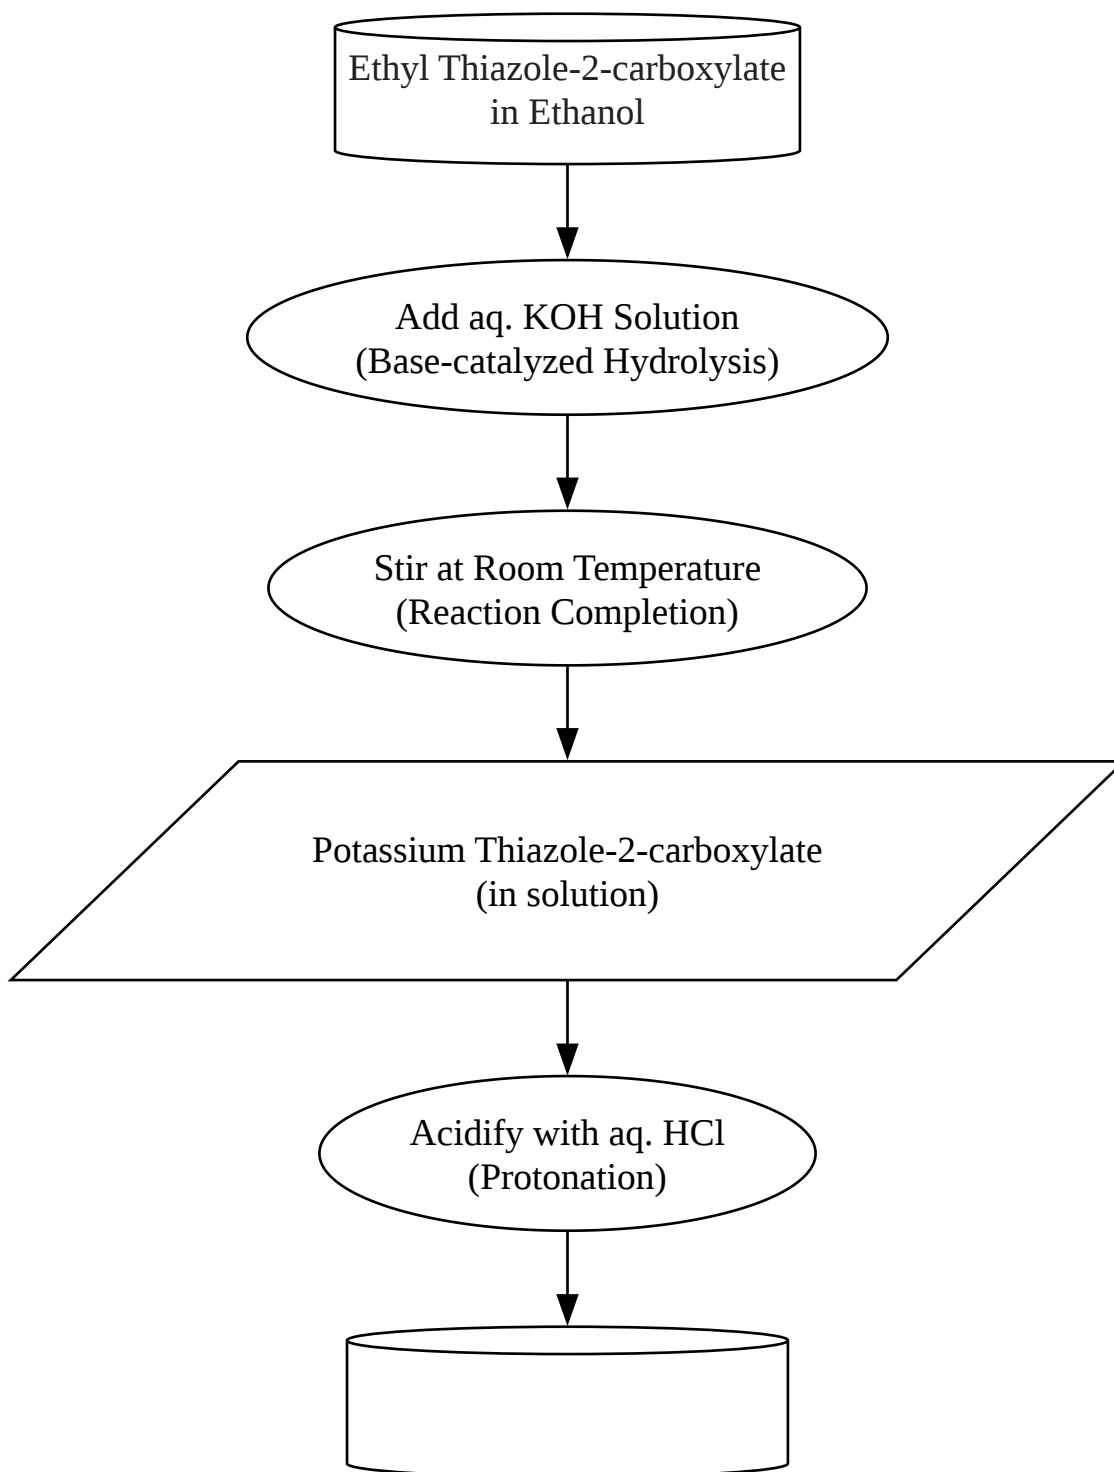 Ethyl Thiazole-2-carboxylate
in Ethanol
Add aq. KOH Solution
(Base-catalyzed Hydrolysis)
Stir at Room Temperature
(Reaction Completion)
Potassium Thiazole-2-carboxylate
(in solution)
Acidify with aq. HCl
(Protonation)